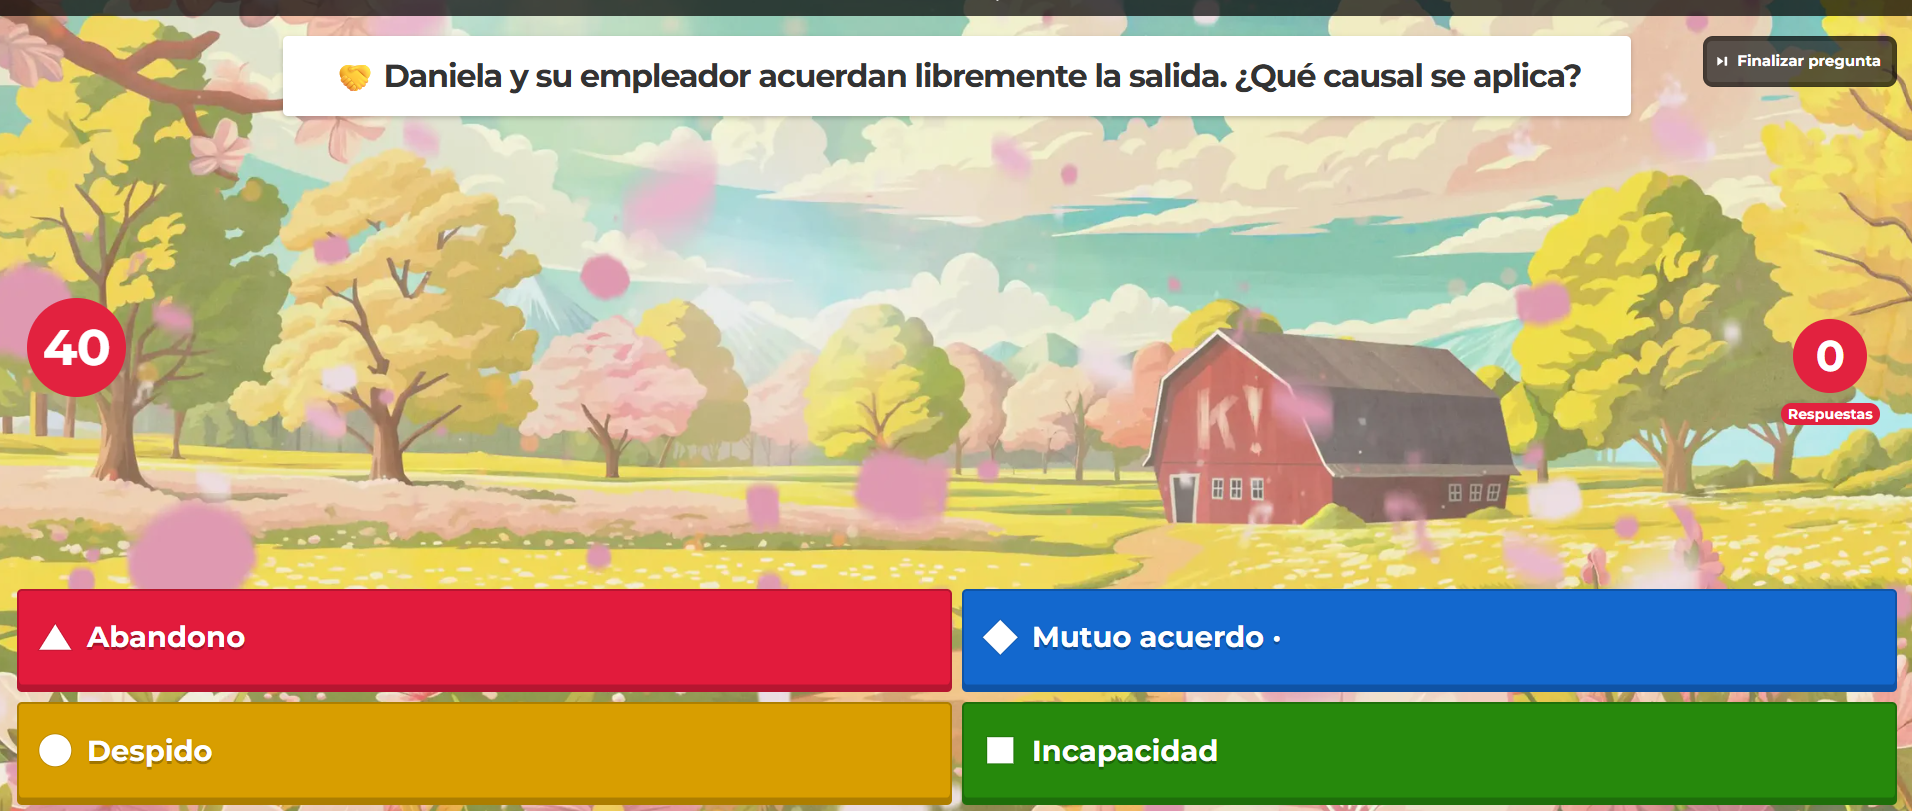 🤝 Daniela y su empleador acuerdan libremente la salida. ¿Qué causal se aplica?
Finalizar pregunta
40
K!
0
Respuestas
Abandono
Mutuo acuerdo ·
Despido
Incapacidad